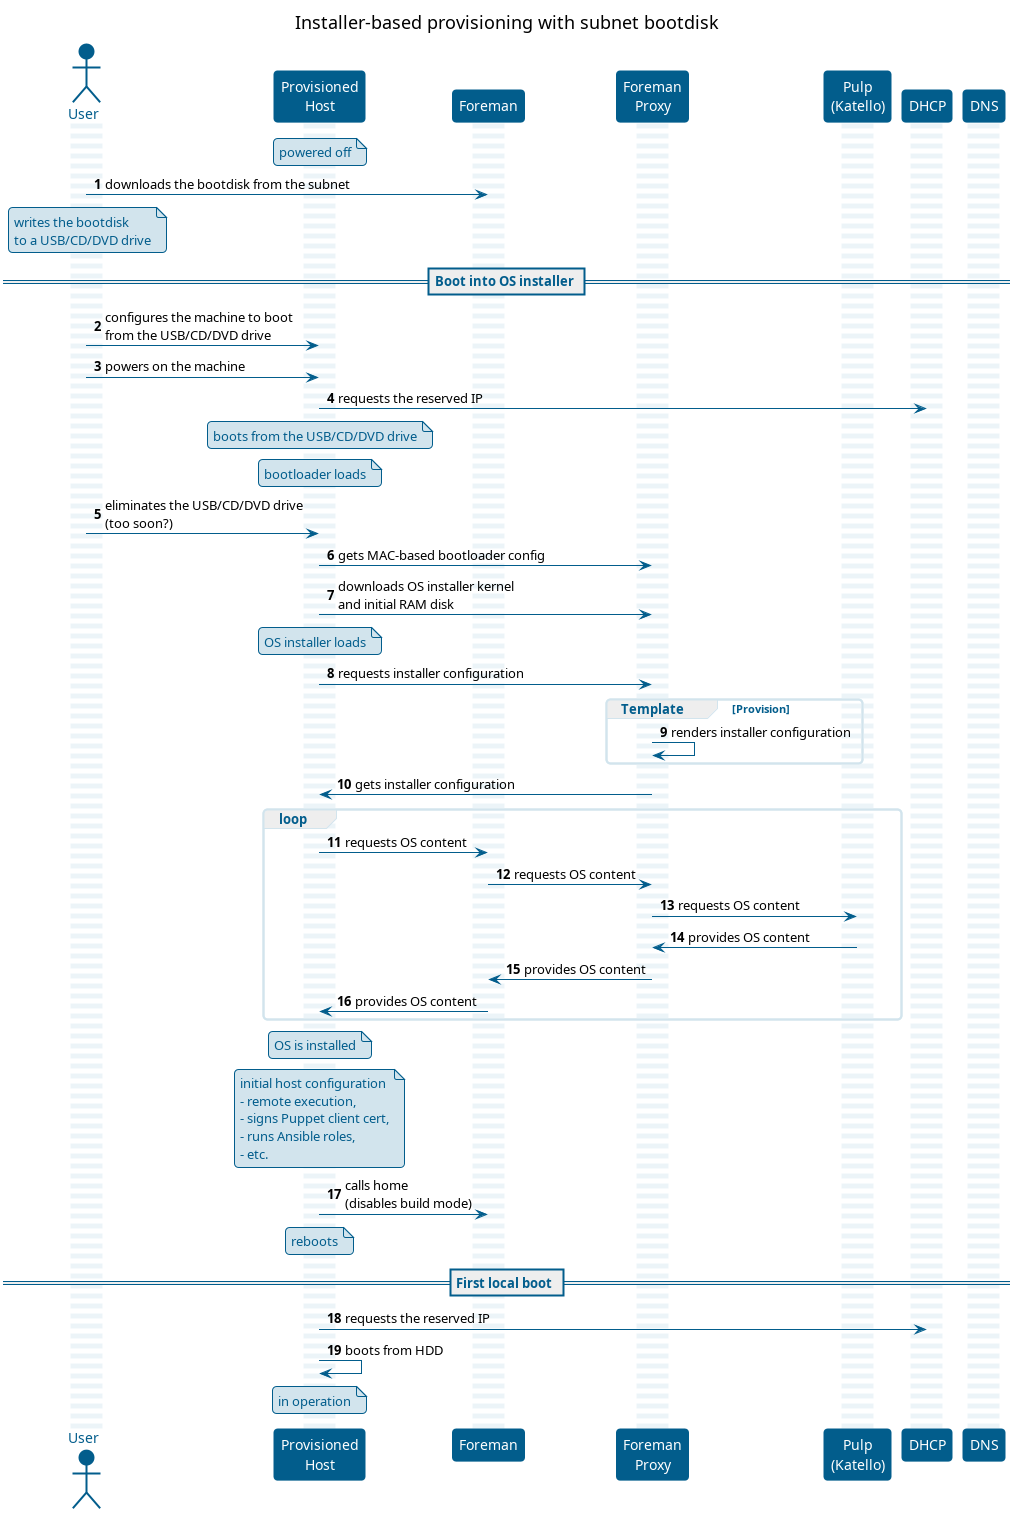 Installer-based provisioning with subnet bootdisk
User
Provisioned
Host
Foreman
Foreman
Proxy
Pulp
(Katello)
DHCP
DNS
powered off
1 downloads the bootdisk from the subnet
writes the bootdisk
to a USB/CD/DVD drive
Boot into OS installer
2 configures the machine to boot
from the USB/CD/DVD drive
3 powers on the machine
4 requests the reserved IP
boots from the USB/CD/DVD drive
bootloader loads
5 eliminates the USB/CD/DVD drive
(too soon?)
6 gets MAC-based bootloader config
7 downloads OS installer kernel
and initial RAM disk
OS installer loads
8 requests installer configuration
Template [Provision]
9 renders installer configuration
10 gets installer configuration
loop
11 requests OS content
12 requests OS content
13 requests OS content
14 provides OS content
15 provides OS content
16 provides OS content
OS is installed
initial host configuration
- remote execution,
- signs Puppet client cert,
- runs Ansible roles,
- etc.
17 calls home
(disables build mode)
reboots
First local boot
18 requests the reserved IP
19 boots from HDD
in operation
User
Provisioned
Host
Foreman
Foreman
Proxy
Pulp
(Katello)
DHCP
DNS